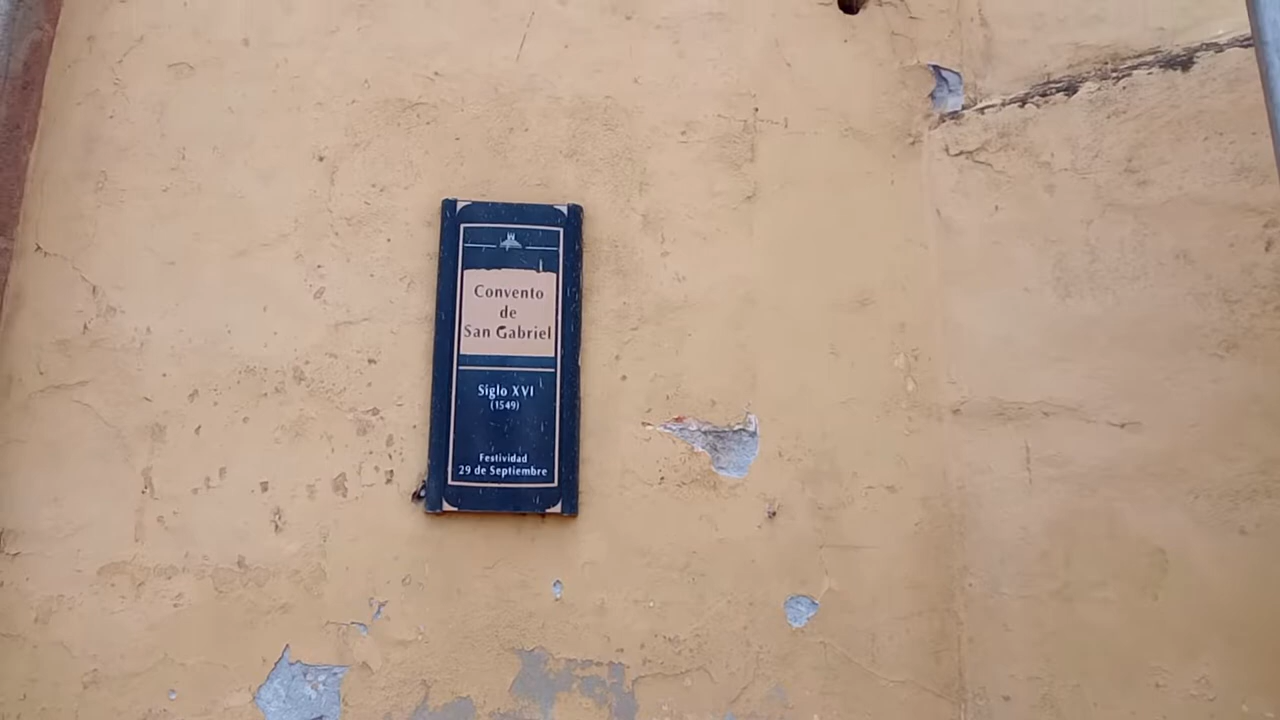 Convento
de
San Gabriel
Siglo XVI
(1549)
Festividad
29 de Septiembre